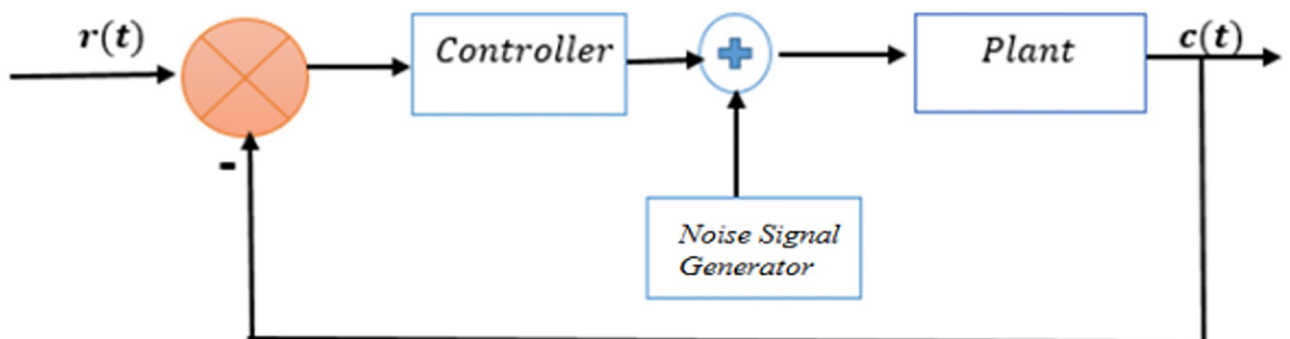 r(t)
Controller
Plant
c(t)
-
Noise Signal
Generator